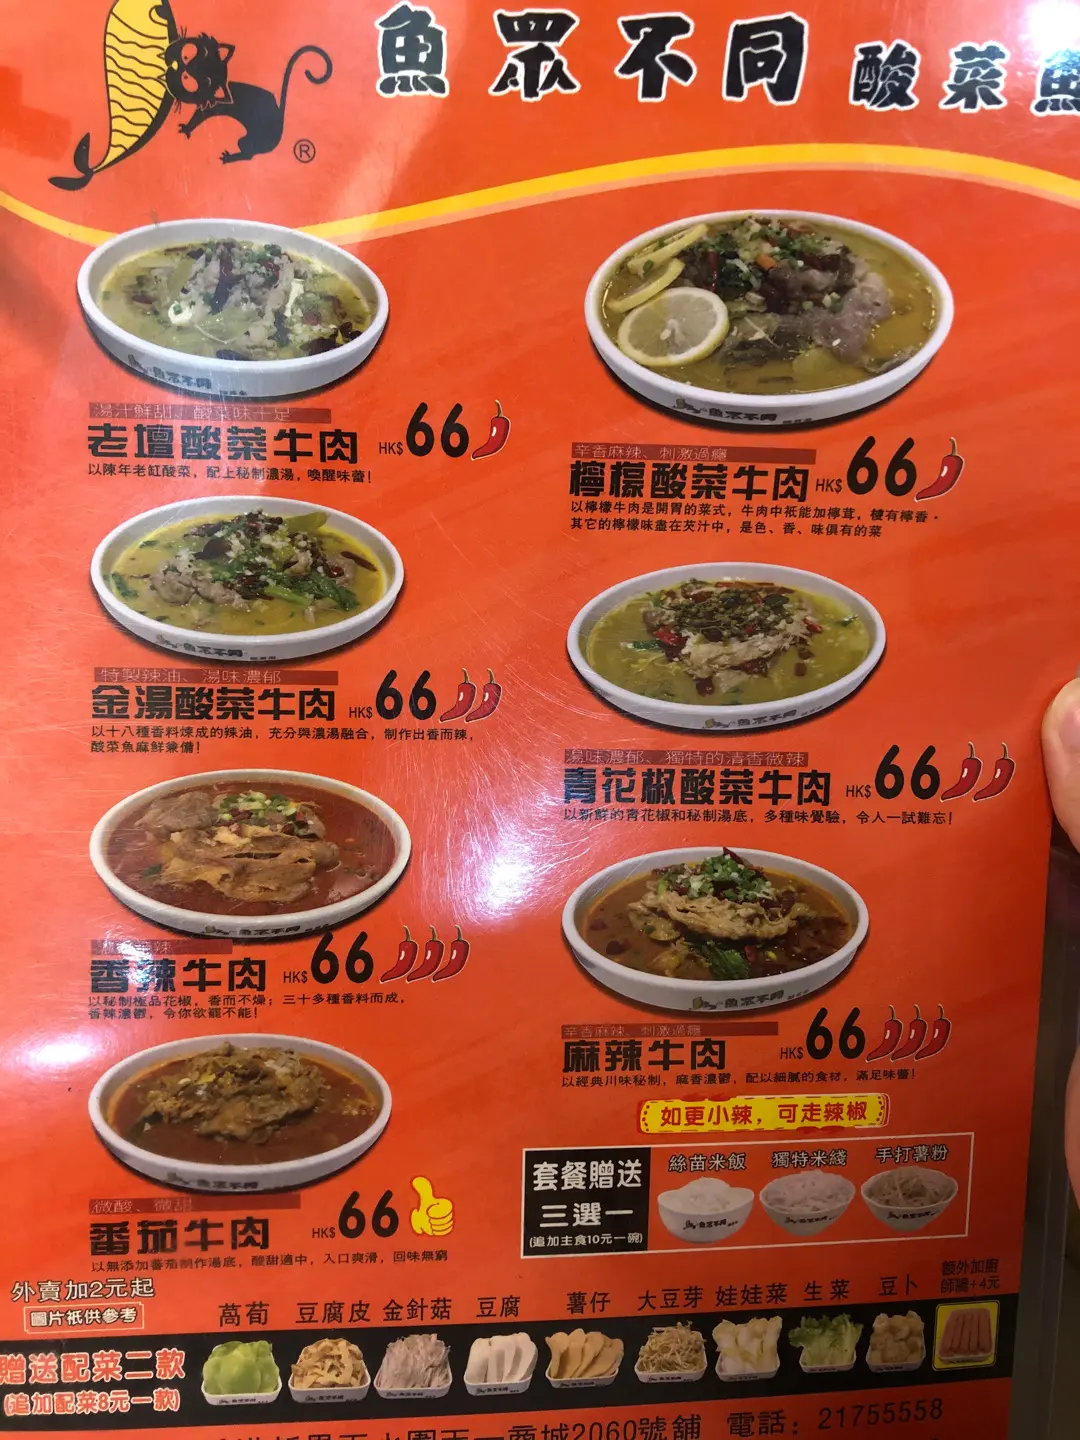 魚眾不同 酸菜魚
®
湯汁鮮甜、酸菜味十足
老壇酸菜牛肉 HK$66
以陳年老缸酸菜，配上秘制濃湯，喚醒味蕾！
辛香麻辣、刺激過癮
檸檬酸菜牛肉 HK$66
以檸檬牛肉是開胃的菜式，牛肉中衹能加檸茸，
其它的檸檬味盡在芡汁中，是色、香、味俱有的菜
特製辣油、湯味濃郁
金湯酸菜牛肉 HK$66
以十八種香料煉成的辣油，充分與濃湯融合，制作出香而辣，
酸菜魚麻鮮兼備！
湯味濃郁、獨特的清香微辣
青花椒酸菜牛肉 HK$66
以新鮮的青花椒和秘制湯底，多種味覺驗，令人一試難忘！
香辣牛肉 HK$66
以秘制極品花椒，香而不燥；三十多種香料而成，
香辣濃鬱，令你欲罷不能！
辛香麻辣、刺激過癮
麻辣牛肉 HK$66
以經典川味秘制，麻香濃鬱，配以細膩的食材，滿足味蕾！
如更小辣，可走辣椒
微酸、微甜
番茄牛肉 HK$66
以無添加蕃茄制作湯底，酸甜適中，入口爽滑，回味無窮
套餐贈送
三選一
(追加主食10元一碗)
絲苗米飯 獨特米綫 手打薯粉
外賣加2元起
圖片衹供參考
萵荀 豆腐皮 金針菇 豆腐 薯仔 大豆芽 娃娃菜 生菜 豆卜
額外加廚
師腸+4元
贈送配菜二款
(追加配菜8元一款)
商城2060號舖 電話：21755558